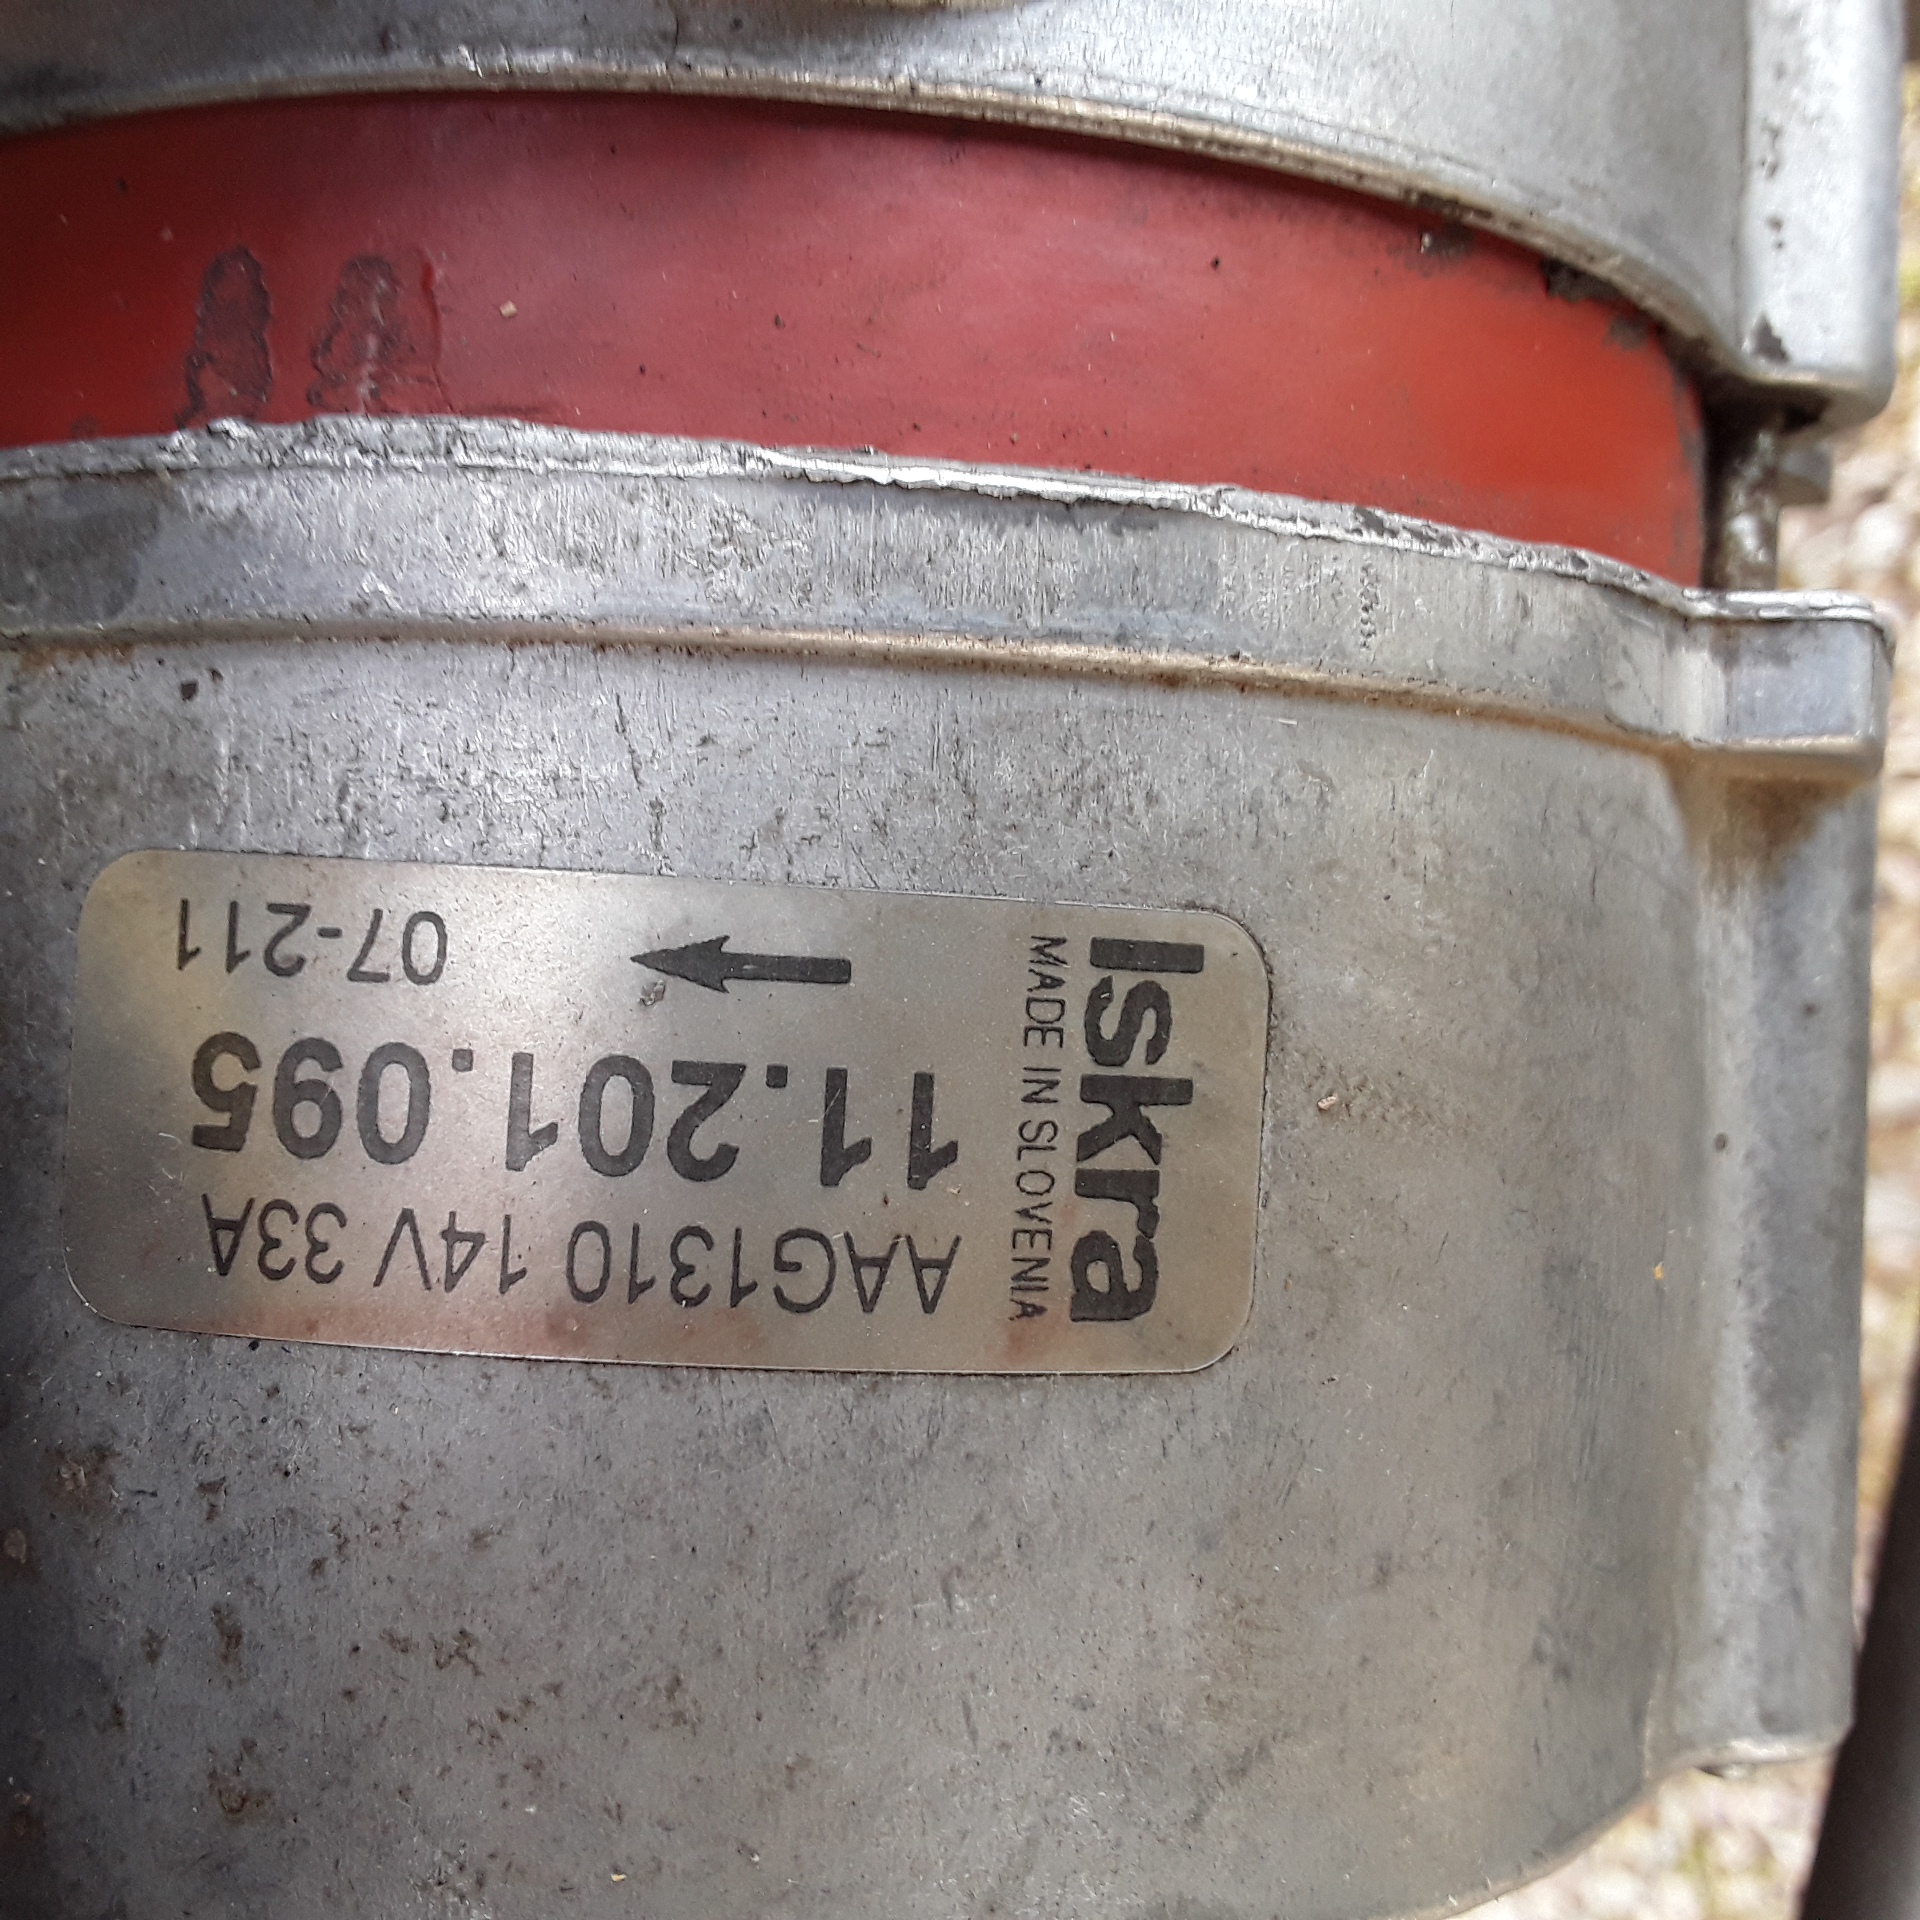 Iskra
MADE IN SLOVENIA
AAG1310 14V 33A
11.201.095
07-211